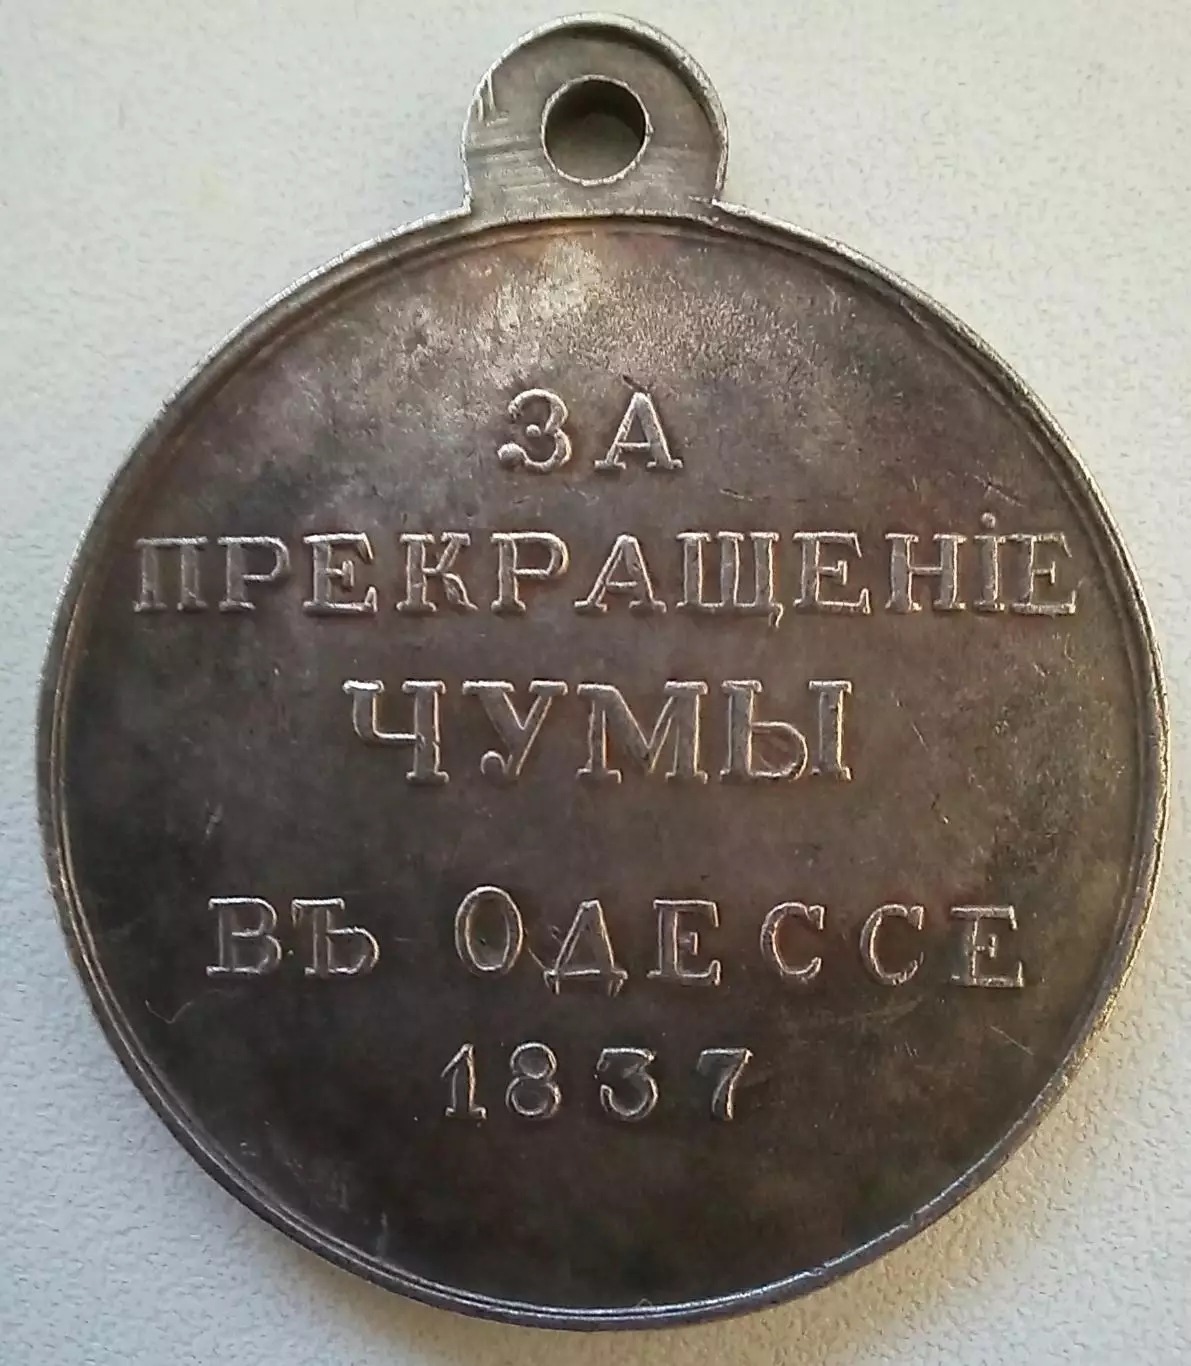 ЗА
ПРЕКРАЩЕНІЕ
ЧУМЫ
ВЪ ОДЕССЕ
1837